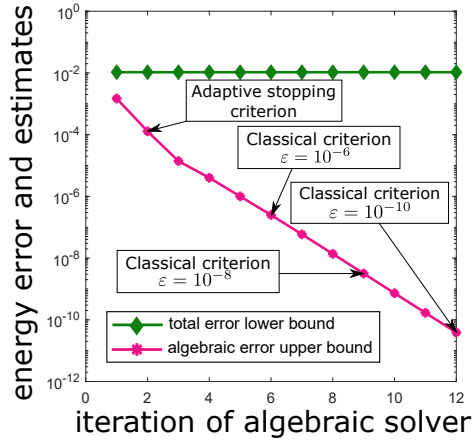 energy error and estimates
10^0
10^-2
10^-4
10^-6
10^-8
10^-10
10^-12
Adaptive stopping
criterion
Classical criterion
ε = 10^-6
Classical criterion
ε = 10^-10
Classical criterion
ε = 10^-8
total error lower bound
algebraic error upper bound
0 2 4 6 8 10 12
iteration of algebraic solver